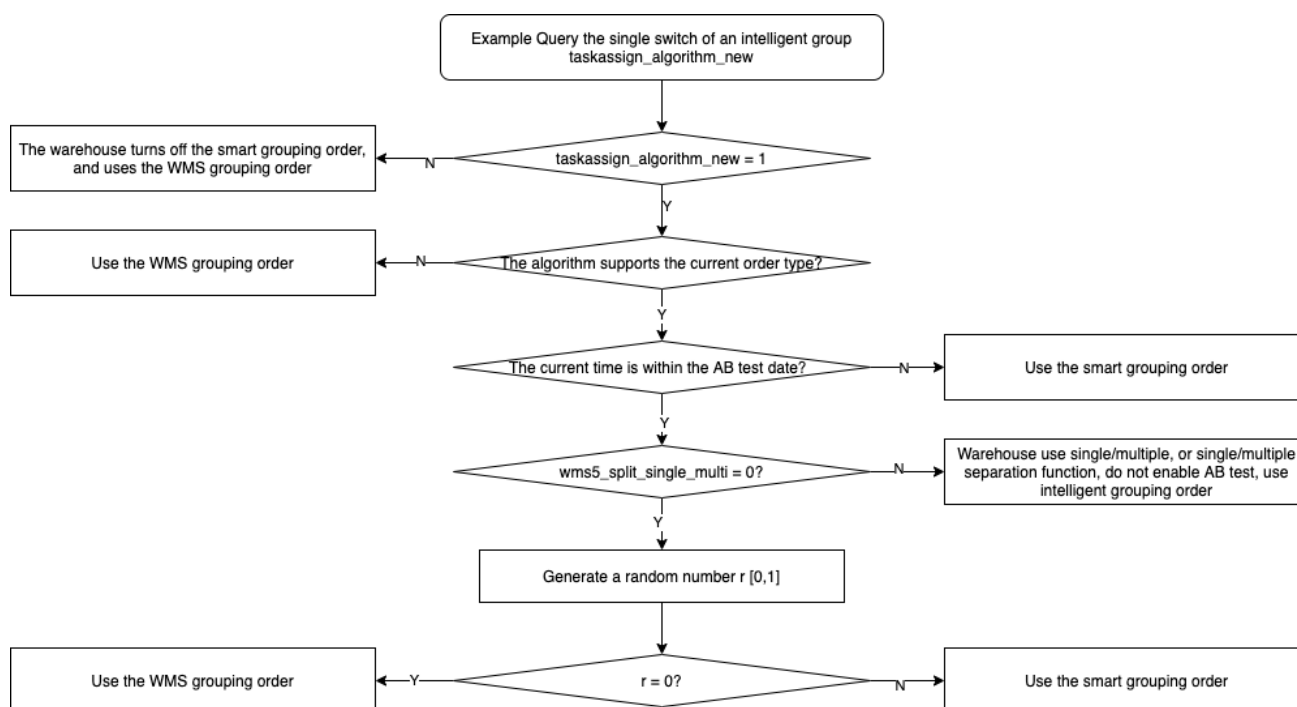 Example Query the single switch of an intelligent group
taskassign_algorithm_new
The warehouse turns off the smart grouping order,
and uses the WMS grouping order
N
taskassign_algorithm_new = 1
Y
Use the WMS grouping order
N
The algorithm supports the current order type?
Y
The current time is within the AB test date?
N
Use the smart grouping order
Y
wms5_split_single_multi = 0?
N
Warehouse use single/multiple, or single/multiple
separation function, do not enable AB test, use
intelligent grouping order
Y
Generate a random number r [0,1]
Use the WMS grouping order
Y
r = 0?
N
Use the smart grouping order